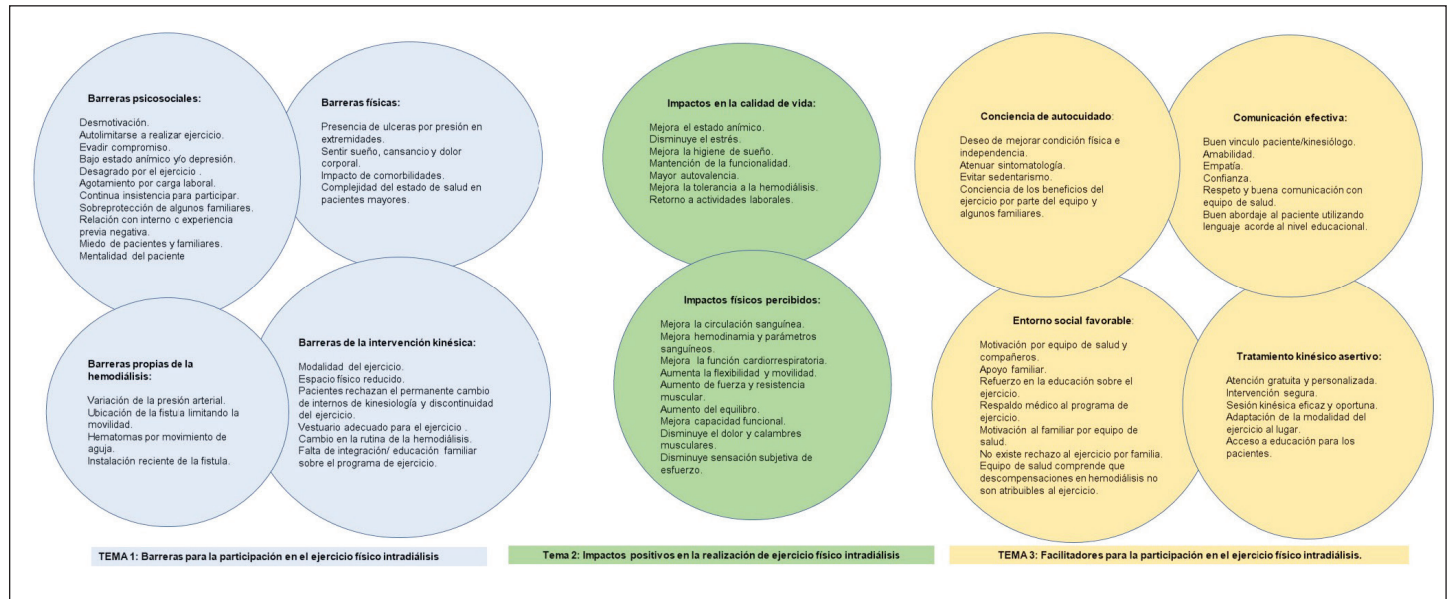 Barreras psicosociales:
Desmotivación.
Autolimitarse a realizar ejercicio.
Evadir compromiso.
Bajo estado anímico y/o depresión.
Desagrado por el ejercicio .
Agotamiento por carga laboral.
Continua insistencia para participar.
Sobreprotección de algunos familiares.
Relación con interno c experiencia
previa negativa.
Miedo de pacientes y familiares.
Mentalidad del paciente
Barreras físicas:
Presencia de ulceras por presión en
extremidades.
Sentir sueño, cansancio y dolor
corporal.
Impacto de comorbilidades.
Complejidad del estado de salud en
pacientes mayores.
Barreras propias de la
hemodiálisis:
Variación de la presión arterial.
Ubicación de la fistua limitando la
movilidad.
Hematomas por movimiento de
aguja.
Instalación reciente de la fistula.
Barreras de la intervención kinésica:
Modalidad del ejercicio.
Espacio físico reducido.
Pacientes rechazan el permanente cambio
de internos de kinesiología y discontinuidad
del ejercicio.
Vestuario adecuado para el ejercicio .
Cambio en la rutina de la hemodiálisis.
Falta de integración/ educación familiar
sobre el programa de ejercicio.
TEMA 1: Barreras para la participación en el ejercicio físico intradiálisis
Impactos en la calidad de vida:
Mejora el estado anímico.
Disminuye el estrés.
Mejora la higiene de sueño.
Mantención de la funcionalidad.
Mayor autovalencia.
Mejora la tolerancia a la hemodiálisis.
Retorno a actividades laborales.
Impactos físicos percibidos:
Mejora la circulación sanguínea.
Mejora hemodinamia y parámetros
sanguíneos.
Mejora la función cardiorrespiratoria.
Aumenta la flexibilidad y movilidad.
Aumento de fuerza y resistencia
muscular.
Aumento del equilibro.
Mejora capacidad funcional.
Disminuye el dolor y calambres
musculares.
Disminuye sensación subjetiva de
esfuerzo.
Tema 2: Impactos positivos en la realización de ejercicio físico intradiálisis
Conciencia de autocuidado:
Deseo de mejorar condición física e
independencia.
Atenuar sintomatología.
Evitar sedentarismo.
Conciencia de los beneficios del
ejercicio por parte del equipo y
algunos familiares.
Comunicación efectiva:
Buen vinculo paciente/kinesiólogo.
Amabilidad.
Empatía.
Confianza.
Respeto y buena comunicación con
equipo de salud.
Buen abordaje al paciente utilizando
lenguaje acorde al nivel educacional.
Entorno social favorable:
Motivación por equipo de salud y
compañeros.
Apoyo familiar.
Refuerzo en la educación sobre el
ejercicio.
Respaldo médico al programa de
ejercicio.
Motivación al familiar por equipo de
salud.
No existe rechazo al ejercicio por familia.
Equipo de salud comprende que
descompensaciones en hemodiálisis no
son atribuibles al ejercicio.
Tratamiento kinésico asertivo:
Atención gratuita y personalizada.
Intervención segura.
Sesión kinésica eficaz y oportuna.
Adaptación de la modalidad del
ejercicio al lugar.
Acceso a educación para los
pacientes.
TEMA 3: Facilitadores para la participación en el ejercicio físico intradiálisis.